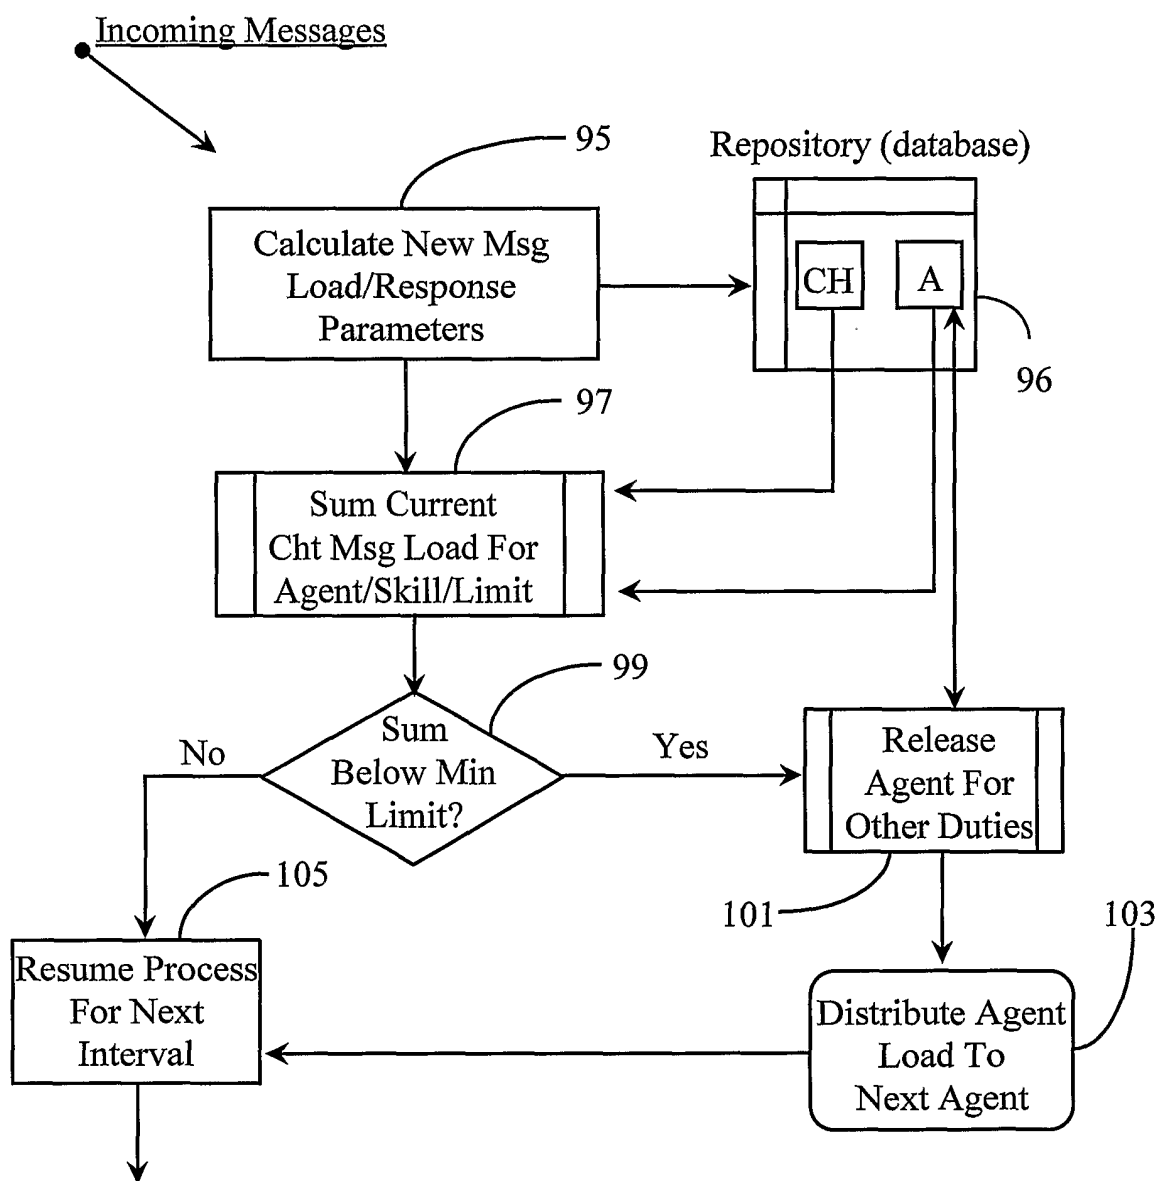 Incoming Messages
95
Repository (database)
Calculate New Msg
Load/Response
Parameters
CH
A
96
97
Sum Current
Cht Msg Load For
Agent/Skill/Limit
99
Sum
Below Min
Limit?
No
Yes
Release
Agent For
Other Duties
105
101
103
Resume Process
For Next
Interval
Distribute Agent
Load To
Next Agent